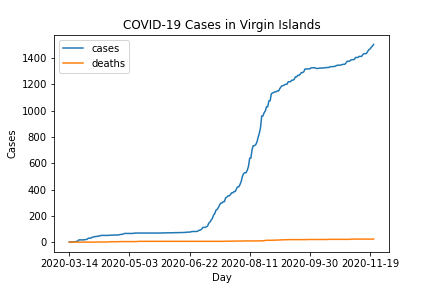 COVID-19 Cases in Virgin Islands
cases
deaths
1400
1200
1000
800
600
400
200
0
Cases
2020-03-14 2020-05-03 2020-06-22 2020-08-11 2020-09-30 2020-11-19
Day